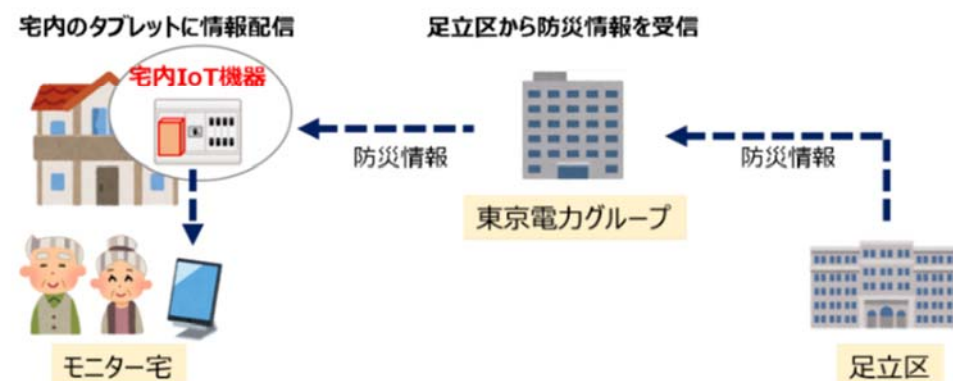 宅内のタブレットに情報配信
足立区から防災情報を受信
宅内IoT機器
防災情報
防災情報
東京電力グループ
モニター宅
足立区